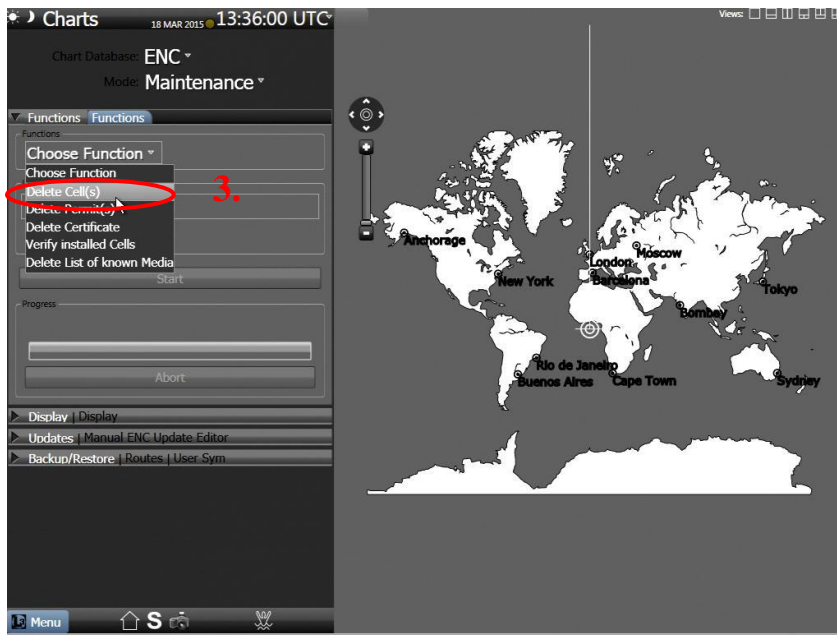 Charts 18 MAR 2015 13:36:00 UTC
Views:
Chart Database: ENC
Mode: Maintenance
Functions Functions
Functions
Choose Function
Choose Function
Delete Cell(s)
3.
Delete Permit(s)
Delete Certificate
Verify installed Cells
Delete List of known Media
Start
Progress
Abort
Display | Display
Updates | Manual ENC Update Editor
Backup/Restore | Routes | User Sym
Menu
S
Anchorage
London
Moscow
New York
Barcelona
Tokyo
Bombay
Rio de Janeiro
Buenos Aires
Cape Town
Sydney